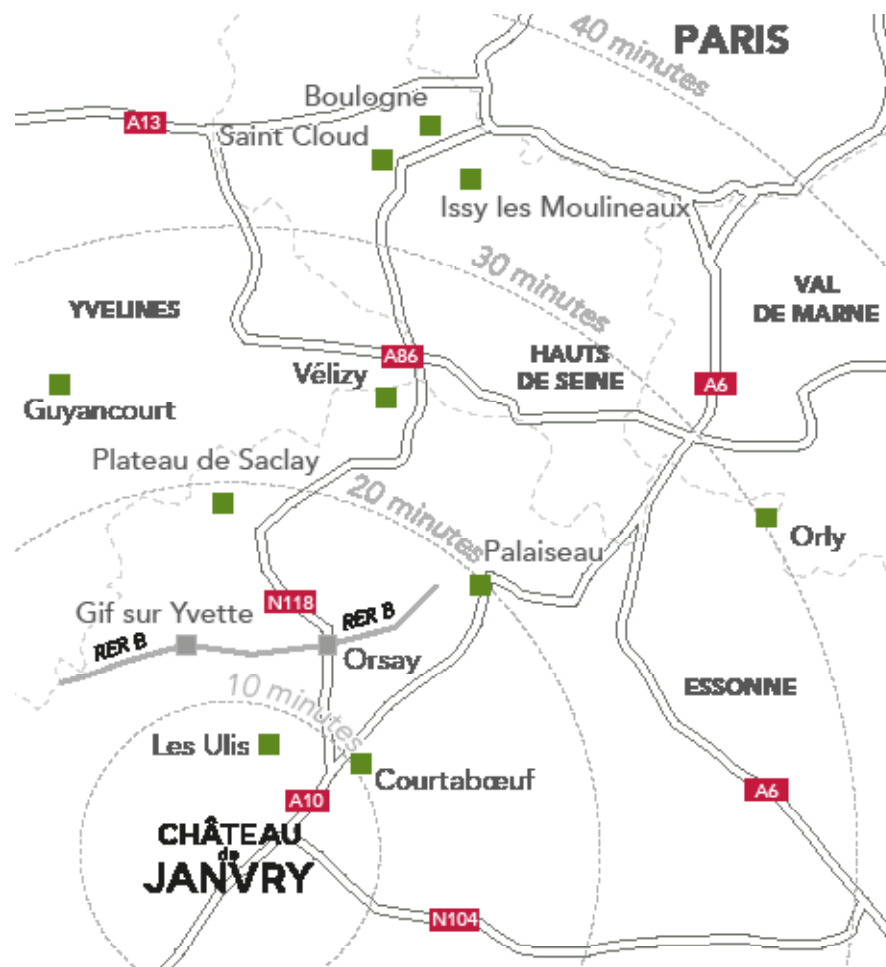 40 minutes
PARIS
Boulogne
A13
Saint Cloud
Issy les Moulineaux
30 minutes
YVELINES
VAL
DE MARNE
A86
HAUTS
DE SEINE
Vélizy
A6
Guyancourt
Plateau de Saclay
20 minutes
Orly
Palaiseau
N118
Gif sur Yvette
RER B
RER B
Orsay
10 minutes
ESSONNE
Les Ulis
Courtabœuf
A10
A6
CHÂTEAU
de
JANVRY
N104